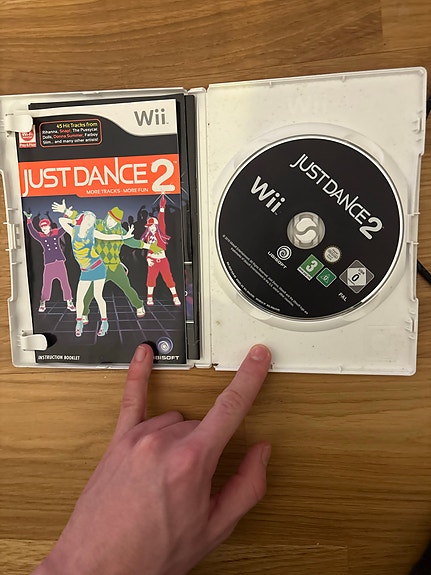 45 Hit Tracks from
Rihanna, Snap!, The Pussycat
Dolls, Donna Summer, Fatboy
Slim... and many other artists!
Wii
JUST DANCE 2
MORE TRACKS - MORE FUN
INSTRUCTION BOOKLET
UBISOFT
JUST DANCE 2
Wii
UBISOFT
3
0
PAL